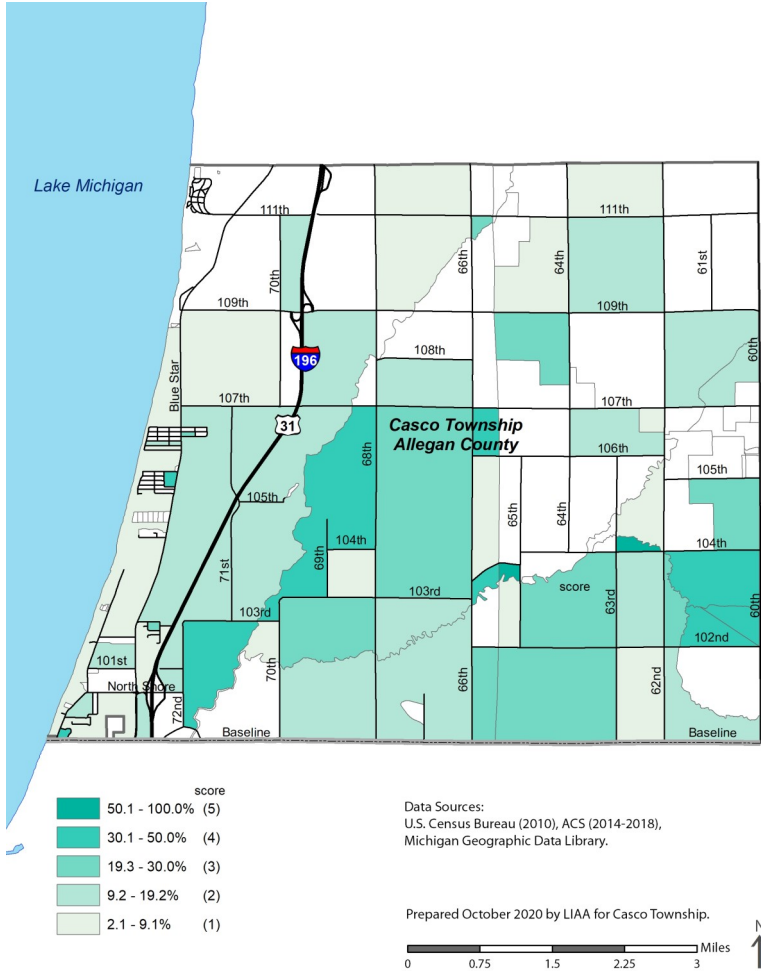 Lake Michigan
111th
111th
70th
66th
64th
61st
109th
109th
Blue Star
196
108th
60th
107th
107th
31
Casco Township
Allegan County
68th
106th
105th
105th
65th
64th
104th
104th
71st
69th
score
63rd
60th
103rd
103rd
102nd
101st
North Shore
70th
66th
62nd
72nd
Baseline
Baseline
score
50.1 - 100.0% (5)
30.1 - 50.0% (4)
19.3 - 30.0% (3)
9.2 - 19.2% (2)
2.1 - 9.1% (1)
Data Sources:
U.S. Census Bureau (2010), ACS (2014-2018),
Michigan Geographic Data Library.
Prepared October 2020 by LIAA for Casco Township.
N
Miles
0 0.75 1.5 2.25 3